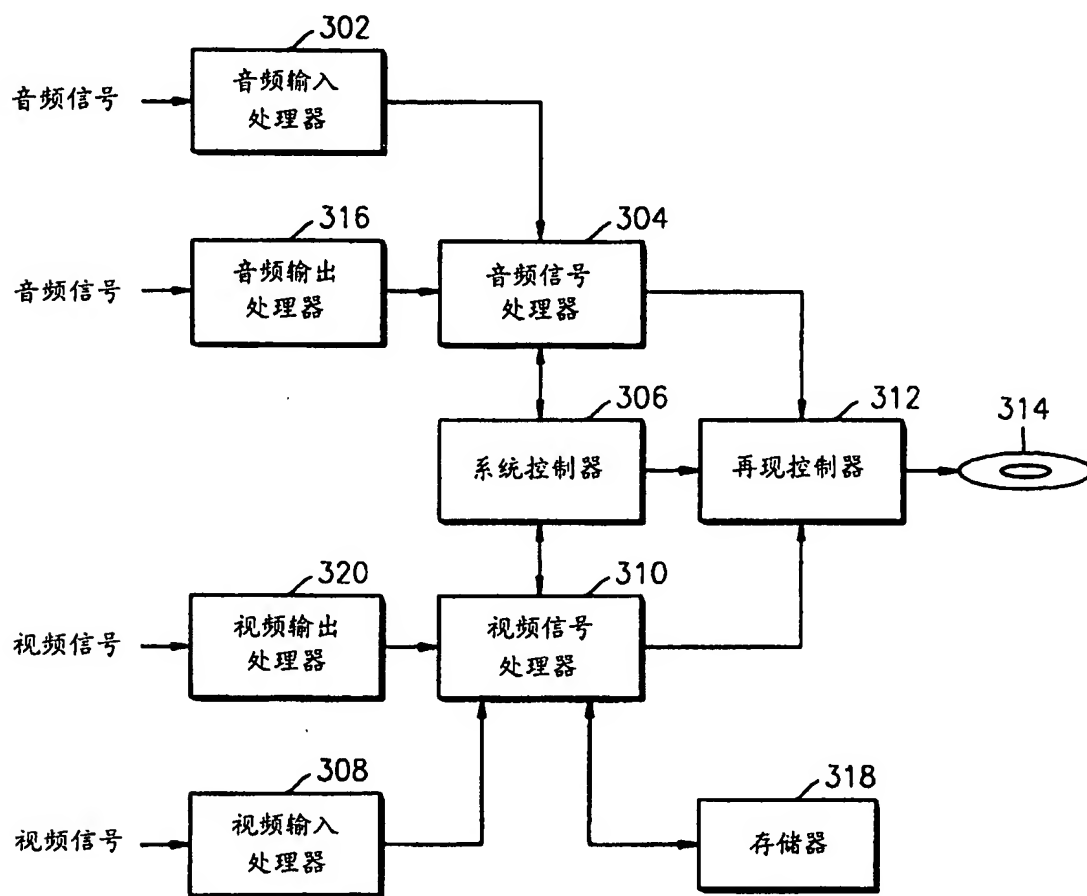 302
音频信号
音频输入
处理器
316
304
音频信号
音频输出
处理器
音频信号
处理器
306
312
314
系统控制器
再现控制器
320
310
视频信号
视频输出
处理器
视频信号
处理器
308
318
视频信号
视频输入
处理器
存储器